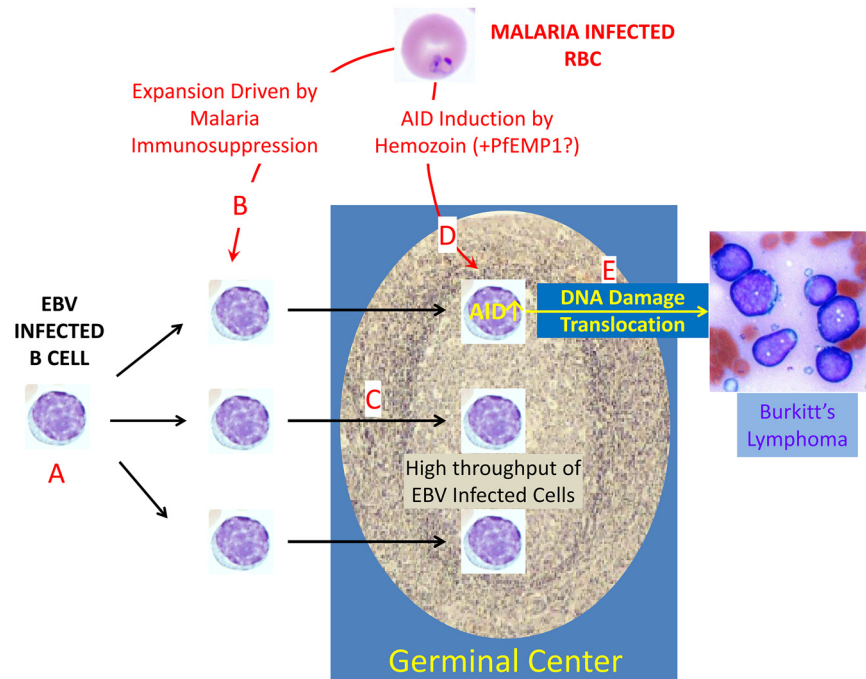 MALARIA INFECTED
RBC
Expansion Driven by
Malaria
Immunosuppression
AID Induction by
Hemozoin (+PfEMP1?)
B
D
E
EBV
INFECTED
B CELL
A
AID↑
DNA Damage
Translocation
C
High throughput of
EBV Infected Cells
Burkitt's
Lymphoma
Germinal Center